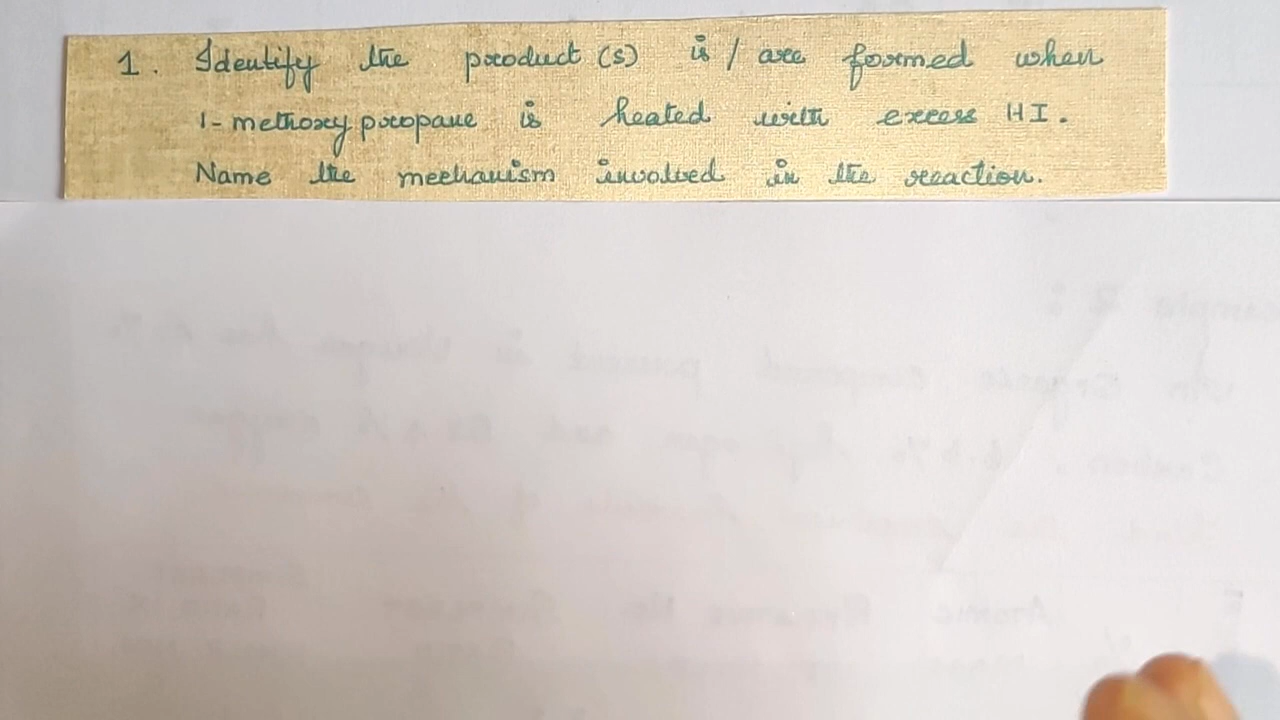 1. Identify the product (s) is / are formed when
1-methoxy propane is heated with excess HI.
Name the mechanism involved in the reaction.